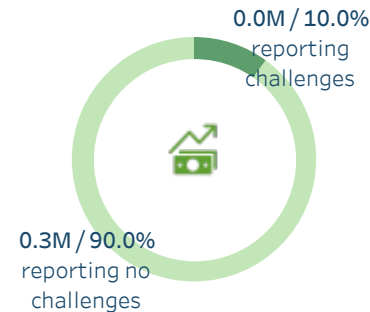 0.0M / 10.0%
reporting
challenges
0.3M / 90.0%
reporting no
challenges